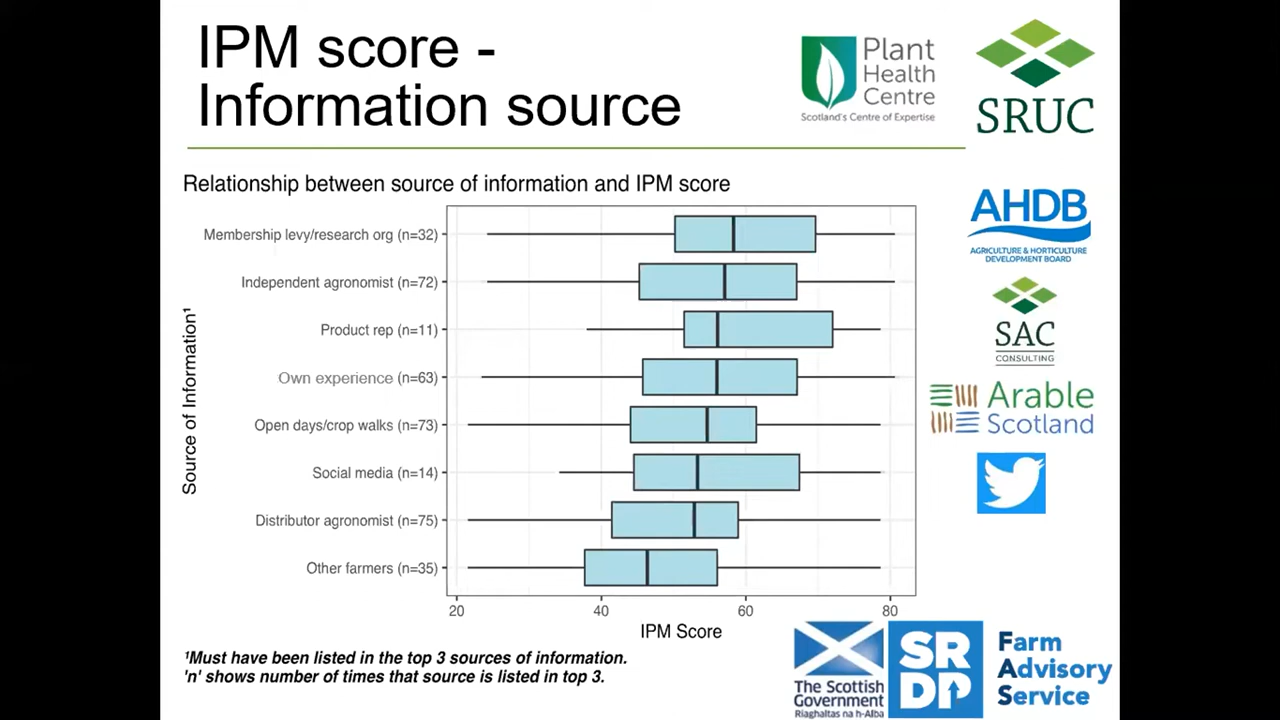 IPM score -
Information source
Plant
Health
Centre
Scotland's Centre of Expertise
SRUC
Relationship between source of information and IPM score
Source of Information¹
Membership levy/research org (n=32)
Independent agronomist (n=72)
Product rep (n=11)
Own experience (n=63)
Open days/crop walks (n=73)
Social media (n=14)
Distributor agronomist (n=75)
Other farmers (n=35)
20 40 60 80
IPM Score
AHDB
AGRICULTURE & HORTICULTURE
DEVELOPMENT BOARD
SAC
CONSULTING
Arable
Scotland
¹Must have been listed in the top 3 sources of information.
'n' shows number of times that source is listed in top 3.
The Scottish
Government
Riaghaltas na h-Alba
SR
DP
Farm
Advisory
Service